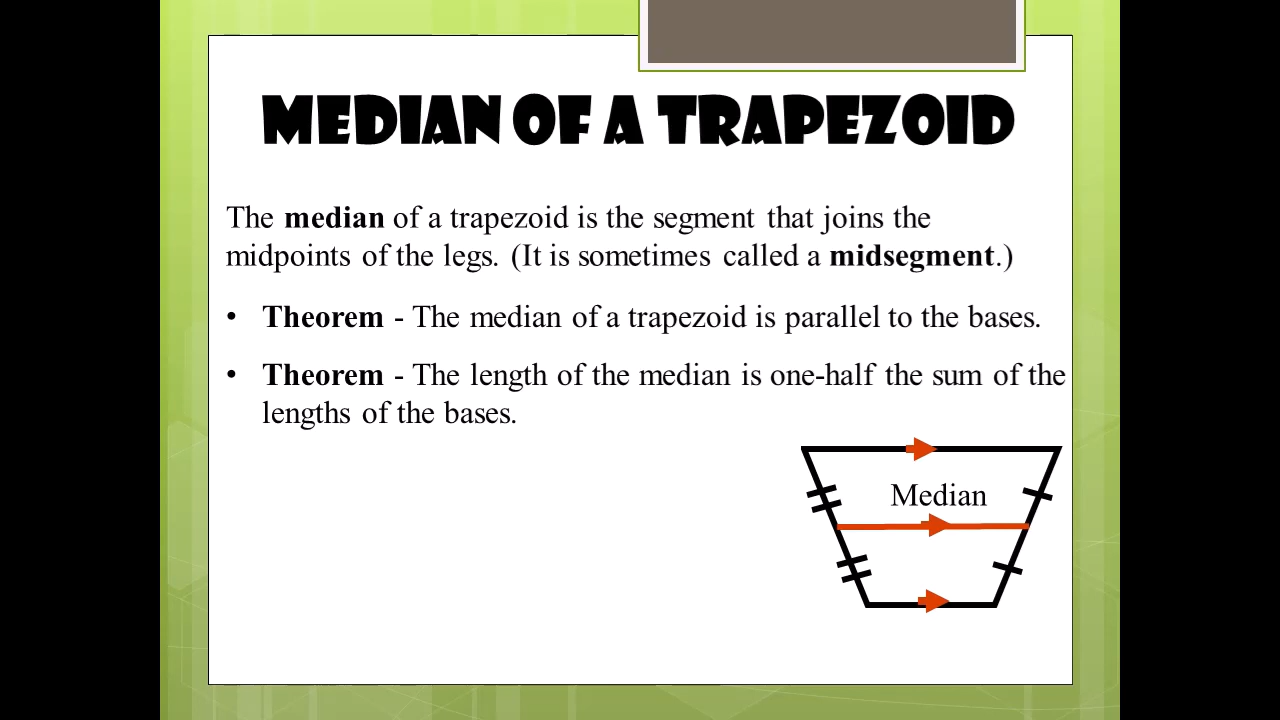 MEDIAN OF A TRAPEZOID
The median of a trapezoid is the segment that joins the
midpoints of the legs. (It is sometimes called a midsegment.)
• Theorem - The median of a trapezoid is parallel to the bases.
• Theorem - The length of the median is one-half the sum of the
lengths of the bases.
Median